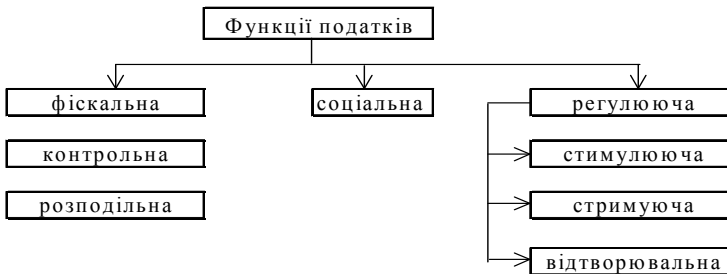 Функції податків
фіскальна
соціальна
регулююча
контрольна
стимулююча
розподільна
стримуюча
відтворювальна